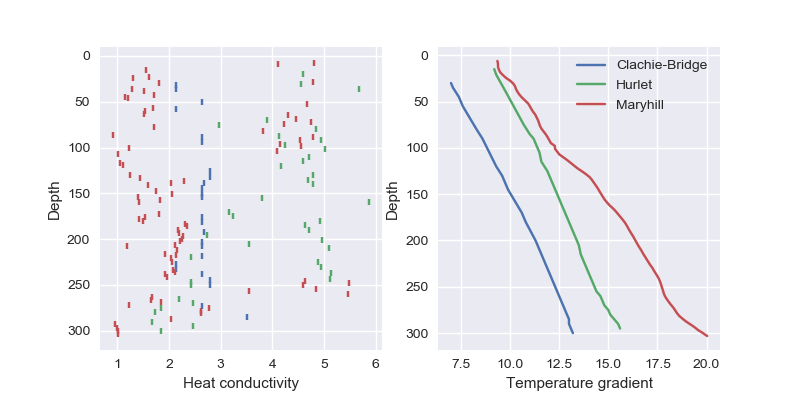 0
50
100
150
200
250
300
Depth
1 2 3 4 5 6
Heat conductivity
0
50
100
150
200
250
300
Depth
7.5 10.0 12.5 15.0 17.5 20.0
Temperature gradient
Clachie-Bridge
Hurlet
Maryhill